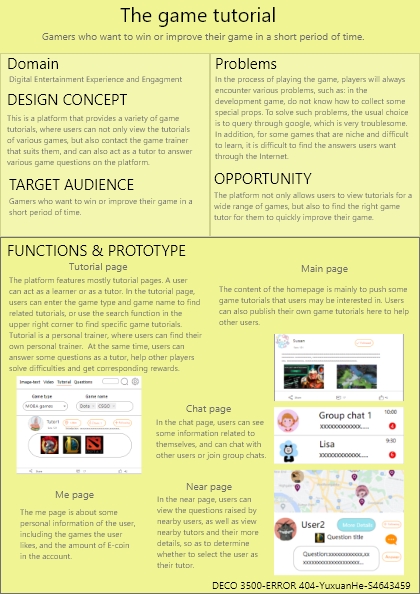 The game tutorial
Gamers who want to win or improve their game in a short period of time.
Domain
Digital Entertainment Experience and Engagment
DESIGN CONCEPT
This is a platform that provides a variety of game
tutorials, where users can not only view the tutorials
of various games, but also contact the game trainer
that suits them, and can also act as a tutor to answer
various game questions on the platform.
TARGET AUDIENCE
Gamers who want to win or improve their game in a
short period of time.
Problems
In the process of playing the game, players will always
encounter various problems, such as: in the
development game, do not know how to collect some
special props. To solve such problems, the usual choice
is to query through google, which is very troublesome.
In addition, for some games that are niche and difficult
to learn, it is difficult to find the answers users want
through the Internet.
OPPORTUNITY
The platform not only allows users to view tutorials for a
wide range of games, but also to find the right game
tutor for them to quickly improve their game.
FUNCTIONS & PROTOTYPE
Tutorial page
The platform features mostly tutorial pages. A user
can act as a learner or as a tutor. In the tutorial page,
users can enter the game type and game name to find
related tutorials, or use the search function in the
upper right corner to find specific game tutorials.
Tutorial is a personal trainer, where users can find their
own personal trainer. At the same time, users can
answer some questions as a tutor, help other players
solve difficulties and get corresponding rewards.
Image-text Video Tutorial Questions
Game type Game name
MOBA games Dota CSGO
Tutor1
Main page
The content of the homepage is mainly to push some
game tutorials that users may be interested in. Users
can also publish their own game tutorials here to help
other users.
Chat page
In the chat page, users can see
some information related to
themselves, and can chat with
other users or join group chats.
Group chat 1
10:00
Lisa
9:30
Me page
The me page is about some
personal information of the user,
including the games the user
likes, and the amount of E-coin
in the account.
Near page
In the near page, users can
view the questions raised by
nearby users, as well as view
nearby tutors and their more
details, so as to determine
whether to select the user as
their tutor.
User2
More Details
Question title
DECO 3500-ERROR 404-YuxuanHe-S4643459